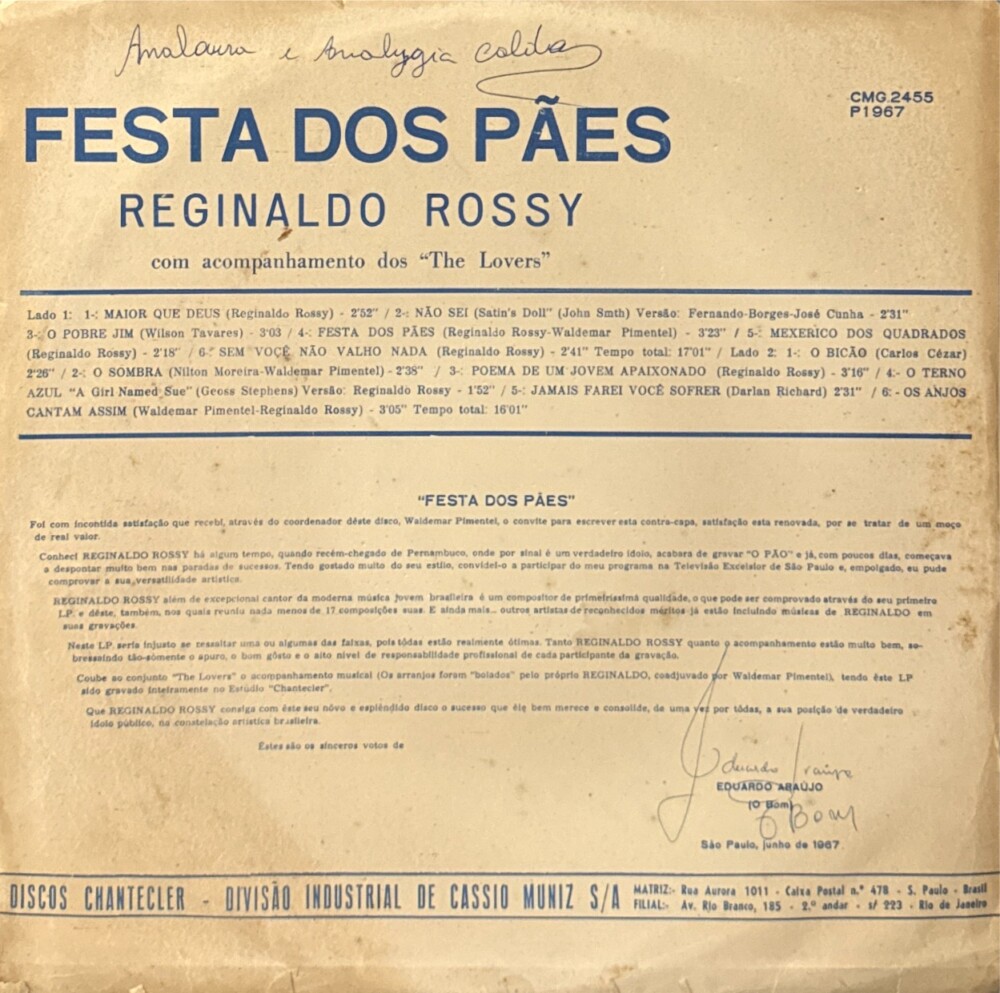 Analaura e Analygia
CMG.2455
P1967
FESTA DOS PÃES
REGINALDO ROSSY
com acompanhamento dos “The Lovers”
Lado 1: 1-: MAIOR QUE DEUS (Reginaldo Rossy) - 2'52" / 2-: NÃO SEI (Satin's Doll" (John Smth) Versão: Fernando-Borges-José Cunha - 2'31"
3-: O POBRE JIM (Wilson Tavares) - 3'03 / 4-: FESTA DOS PÃES (Reginaldo Rossy-Waldemar Pimentel) - 3'23" / 5-: MEXERICO DOS QUADRADOS
(Reginaldo Rossy) - 2'18" / 6-: SEM VOÇÊ NÃO VALHO NADA (Reginaldo Rossy) - 2'41" Tempo total: 17'01" / Lado 2: 1-: O BICÃO (Carlos Cézar)
2'26" / 2-: O SOMBRA (Nilton Moreira-Waldemar Pimentel) - 2'38" / 3-: POEMA DE UM JOVEM APAIXONADO (Reginaldo Rossy) - 3'16" / 4:- O TERNO
AZUL "A Girl Named Sue" (Geoss Stephens) Versão: Reginaldo Rossy - 1'52" / 5-: JAMAIS FAREI VOCÊ SOFRER (Darlan Richard) 2'31" / 6:- OS ANJOS
CANTAM ASSIM (Waldemar Pimentel-Reginaldo Rossy) - 3'05" Tempo total: 16'01"
"FESTA DOS PÃES"
Foi com incontida satisfação que recebi, através do coordenador dêste disco, Waldemar Pimentel, o convite para escrever esta contra-capa, satisfação esta renovada, por se tratar de um moço
de real valor.
Conheci REGINALDO ROSSY há algum tempo, quando recém-chegado de Pernambuco, onde por sinal é um verdadeiro ídolo, acabara de gravar "O PÃO" e já, com poucos dias, começava
a despontar muito bem nas paradas de sucessos. Tendo gostado muito do seu estilo, convidei-o a participar do meu programa na Televisão Excelsior de São Paulo e, empolgado, eu pude
comprovar a sua versatilidade artística.
REGINALDO ROSSY além de excepcional cantor da moderna música jovem brasileira é um compositor de primeiríssima qualidade, o que pode ser comprovado através do seu primeiro
LP. e dêste, também, nos quais reuniu nada menos de 17 composições suas. E ainda mais... outros artistas de reconhecidos méritos já estão incluindo músicas de REGINALDO em
suas gravações.
Neste LP. seria injusto se ressaltar uma ou algumas das faixas, pois tôdas estão realmente ótimas. Tanto REGINALDO ROSSY quanto o acompanhamento estão muito bem, so-
bressaindo tão-sòmente o apuro, o bom gôsto e o alto nível de responsabilidade profissional de cada participante da gravação.
Coube ao conjunto "The Lovers" o acompanhamento musical (Os arranjos foram "bolados" pelo próprio REGINALDO, coadjuvado por Waldemar Pimentel), tendo êste LP
sido gravado inteiramente no Estúdio "Chantecler".
Que REGINALDO ROSSY consiga com êste seu nôvo e esplêndido disco o sucesso que êle bem merece e consolide, de uma vez por tôdas, a sua posição de verdadeiro
ídolo público, na constelação artística brasileira.
Estes são os sinceros votos de
Eduardo Araujo
EDUARDO ARAÚJO
(O Bom)
O BOM
São Paulo, junho de 1967
DISCOS CHANTECLER - DIVISÃO INDUSTRIAL DE CASSIO MUNIZ S/A
MATRIZ:- Rua Aurora 1011 - Caixa Postal n.º 478 - S. Paulo - Brasil
FILIAL:- Av. Rio Branco, 185 - 2.º andar - s/ 223 - Rio de Janeiro